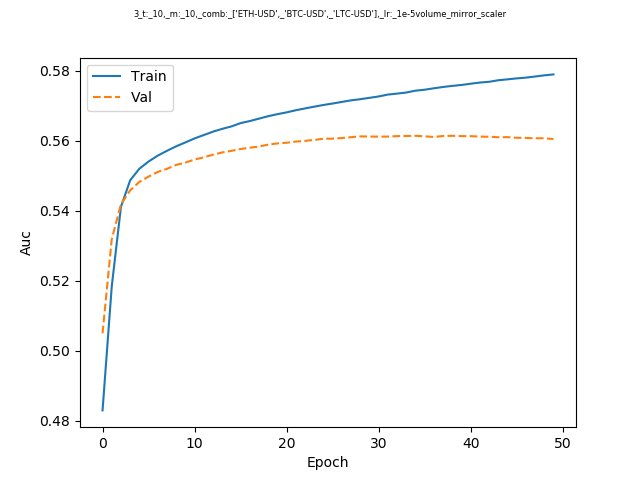 3_t:_10,_m:_10,_comb:_['ETH-USD',_'BTC-USD',_'LTC-USD'],_lr:_1e-5volume_mirror_scaler
Train
Val
0.58
0.56
0.54
0.52
0.50
0.48
Auc
0 10 20 30 40 50
Epoch